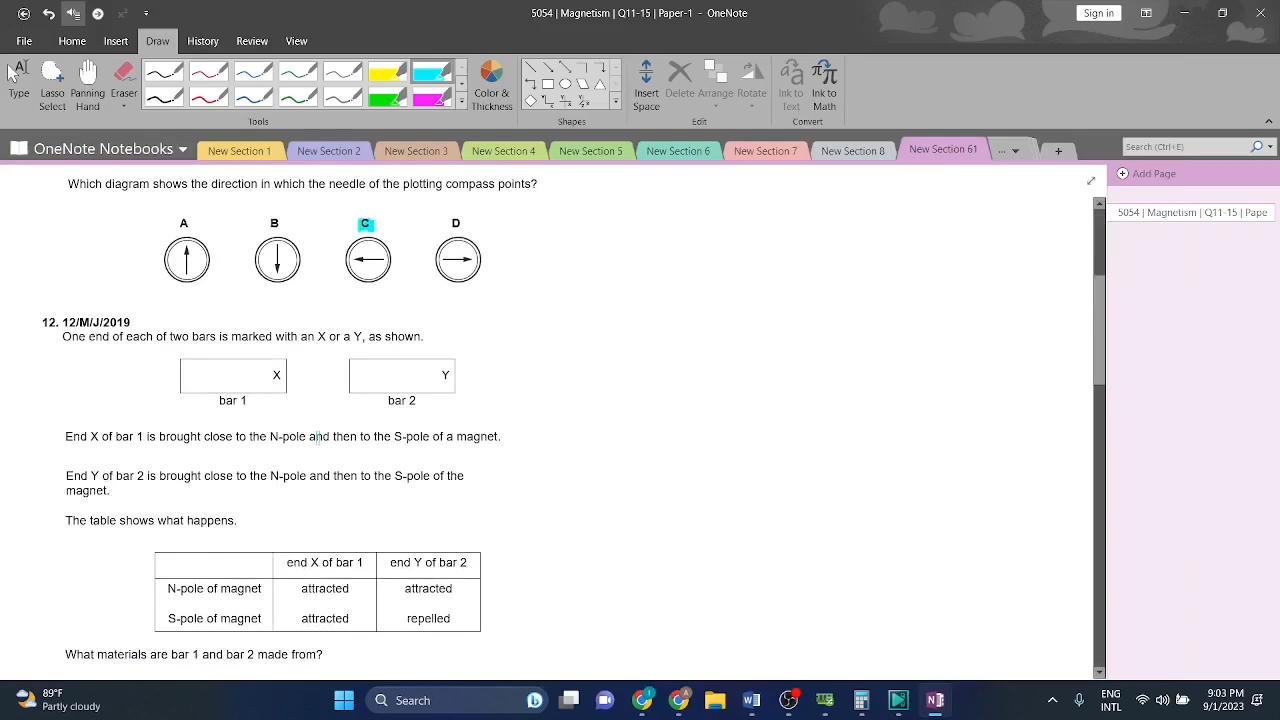 5054 | Magnetism | Q11-15 | Paper-1 - OneNote
Sign in
File Home Insert Draw History Review View
Type
Lasso Select
Panning Hand
Eraser
Color & Thickness
Insert Space
Delete
Arrange
Rotate
Ink to Text
Ink to Math
Tools
Shapes
Edit
Convert
OneNote Notebooks
New Section 1
New Section 2
New Section 3
New Section 4
New Section 5
New Section 6
New Section 7
New Section 8
New Section 61
...
Search (Ctrl+E)
Add Page
5054 | Magnetism | Q11-15 | Pape
Which diagram shows the direction in which the needle of the plotting compass points?
A B C D
12. 12/M/J/2019
One end of each of two bars is marked with an X or a Y, as shown.
X Y
bar 1 bar 2
End X of bar 1 is brought close to the N-pole and then to the S-pole of a magnet.
End Y of bar 2 is brought close to the N-pole and then to the S-pole of the
magnet.
The table shows what happens.
end X of bar 1 end Y of bar 2
N-pole of magnet attracted attracted
S-pole of magnet attracted repelled
What materials are bar 1 and bar 2 made from?
89°F
Partly cloudy
Search
ENG
INTL
9:03 PM
9/1/2023